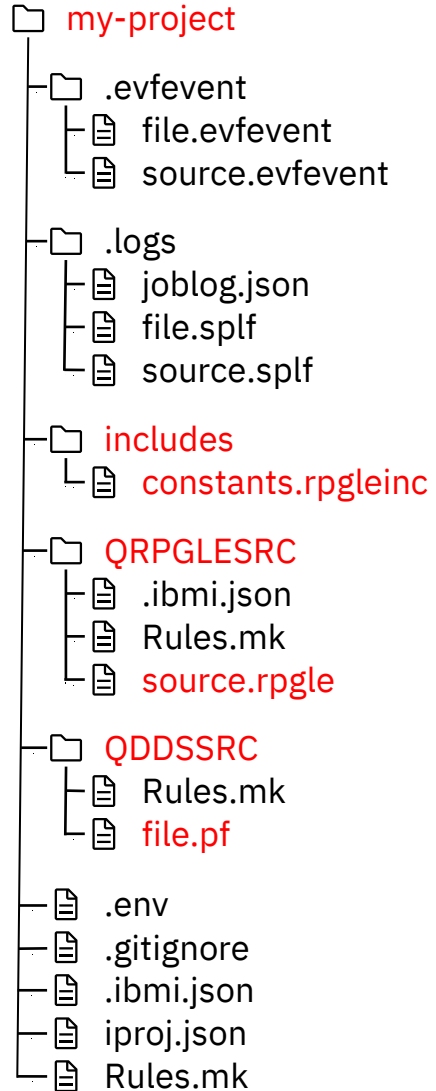 my-project
.evfevent
file.evfevent
source.evfevent
.logs
joblog.json
file.splf
source.splf
includes
constants.rpgleinc
QRPGLESRC
.ibmi.json
Rules.mk
source.rpgle
QDDSSRC
Rules.mk
file.pf
.env
.gitignore
.ibmi.json
iproj.json
Rules.mk